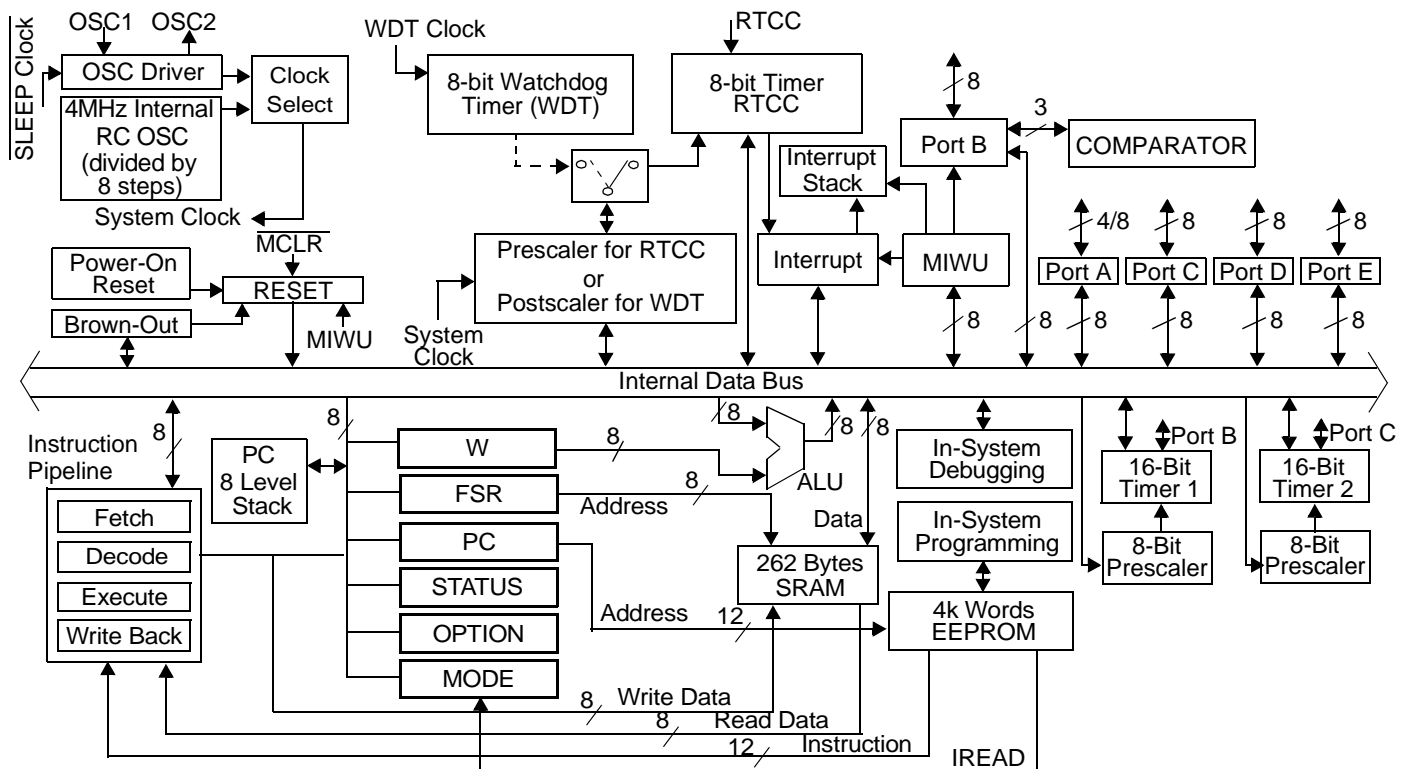 OSC1 OSC2
SLEEP Clock
OSC Driver
Clock
Select
4MHz Internal
RC OSC
(divided by
8 steps)
System Clock
WDT Clock
8-bit Watchdog
Timer (WDT)
RTCC
8-bit Timer
RTCC
8
Port B
3
COMPARATOR
Interrupt
Stack
Interrupt
MIWU
8
8
4/8
Port A
8
8
Port C
8
8
Port D
8
8
Port E
8
MCLR
Power-On
Reset
RESET
Brown-Out
MIWU
Prescaler for RTCC
or
Postscaler for WDT
System
Clock
Internal Data Bus
8
Instruction
Pipeline
Fetch
Decode
Execute
Write Back
PC
8 Level
Stack
8
W
FSR
PC
STATUS
OPTION
MODE
8
8
Address
8
ALU
8
8
Data
262 Bytes
SRAM
In-System
Debugging
In-System
Programming
4k Words
EEPROM
Address
12
Port B
16-Bit
Timer 1
8-Bit
Prescaler
Port C
16-Bit
Timer 2
8-Bit
Prescaler
8 Write Data
8 Read Data
12 Instruction
IREAD